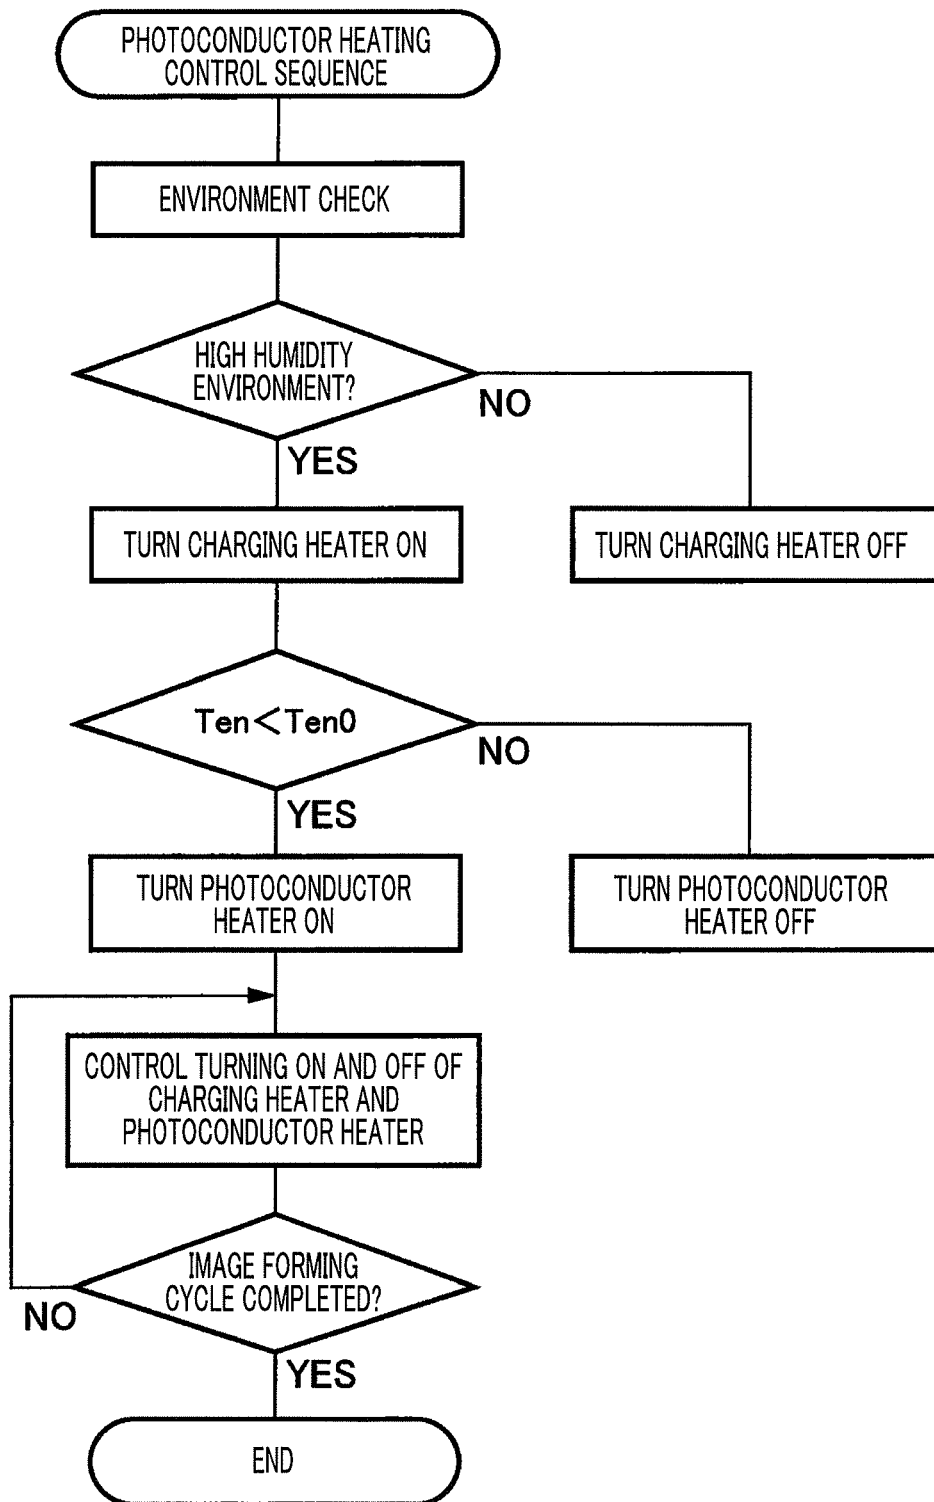 PHOTOCONDUCTOR HEATING
CONTROL SEQUENCE
ENVIRONMENT CHECK
HIGH HUMIDITY
ENVIRONMENT?
NO
YES
TURN CHARGING HEATER ON
TURN CHARGING HEATER OFF
Ten<Ten0
NO
YES
TURN PHOTOCONDUCTOR
HEATER ON
TURN PHOTOCONDUCTOR
HEATER OFF
CONTROL TURNING ON AND OFF OF
CHARGING HEATER AND
PHOTOCONDUCTOR HEATER
IMAGE FORMING
CYCLE COMPLETED?
NO
YES
END